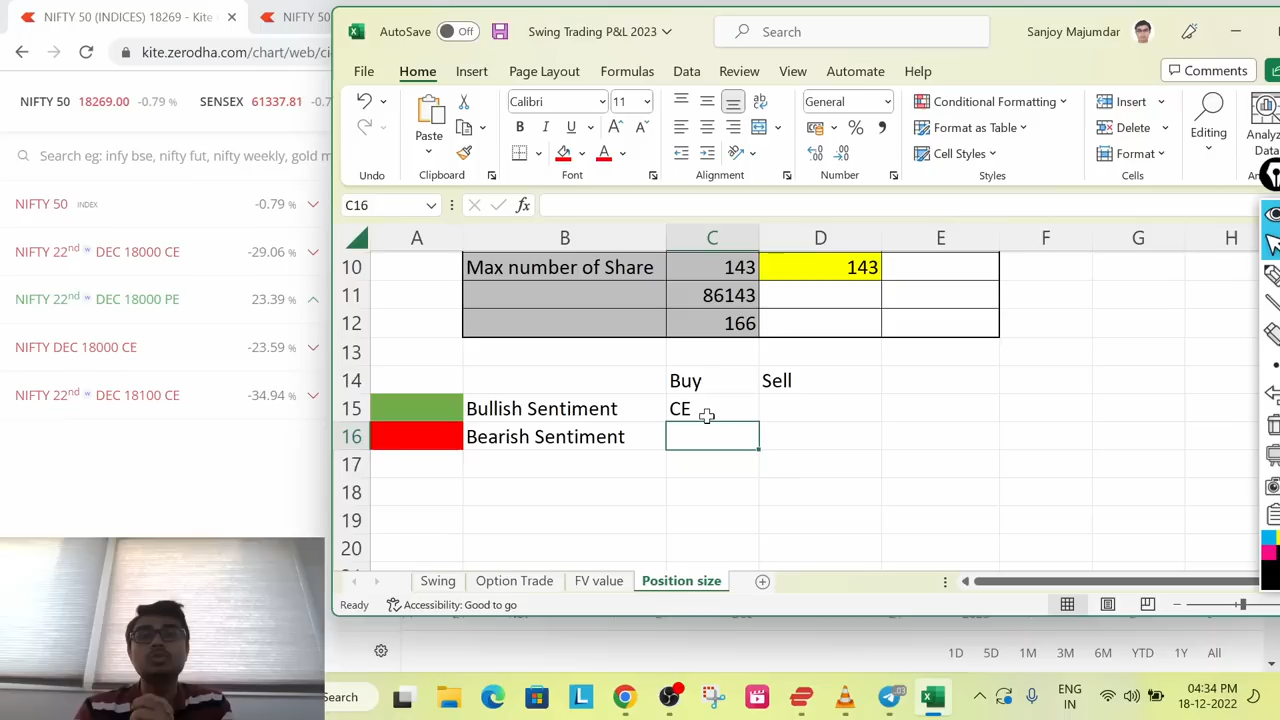 NIFTY 50 (INDICES) 18269 - Kite
NIFTY 50
kite.zerodha.com/chart/web/ci
NIFTY 50 18269.00 -0.79 % SENSEX 61337.81 -0.7
Search eg: infy bse, nifty fut, nifty weekly, gold m
NIFTY 50 INDEX -0.79 %
NIFTY 22nd w DEC 18000 CE -29.06 %
NIFTY 22nd w DEC 18000 PE 23.39 %
NIFTY DEC 18000 CE -23.59 %
NIFTY 22nd w DEC 18100 CE -34.94 %
AutoSave Off Swing Trading P&L 2023 Search Sanjoy Majumdar
File Home Insert Page Layout Formulas Data Review View Automate Help Comments
Calibri 11 General Conditional Formatting Insert
Paste B I U A Format as Table Delete Editing Analyz
Cell Styles Format Data
Undo Clipboard Font Alignment Number Styles Cells
C16 fx
A B C D E F G H
10 Max number of Share 143 143
11 86143
12 166
13
14 Buy Sell
15 Bullish Sentiment CE
16 Bearish Sentiment
17
18
19
20
Swing Option Trade FV value Position size
Ready Accessibility: Good to go
1D 5D 1M 3M 6M YTD 1Y All
Search ENG IN 04:34 PM 18-12-2022